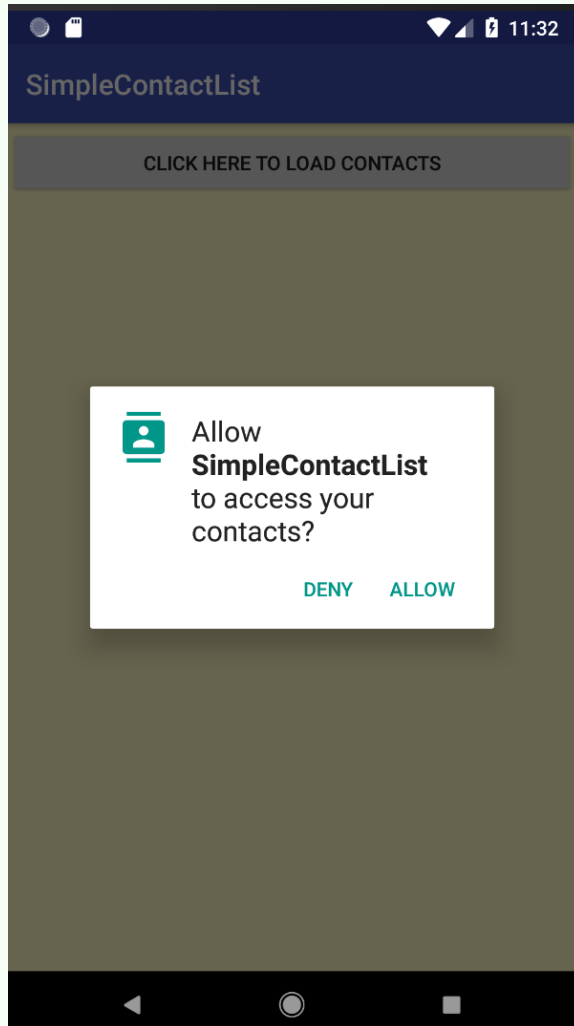 11:32
SimpleContactList
CLICK HERE TO LOAD CONTACTS
Allow
SimpleContactList
to access your
contacts?
DENY ALLOW